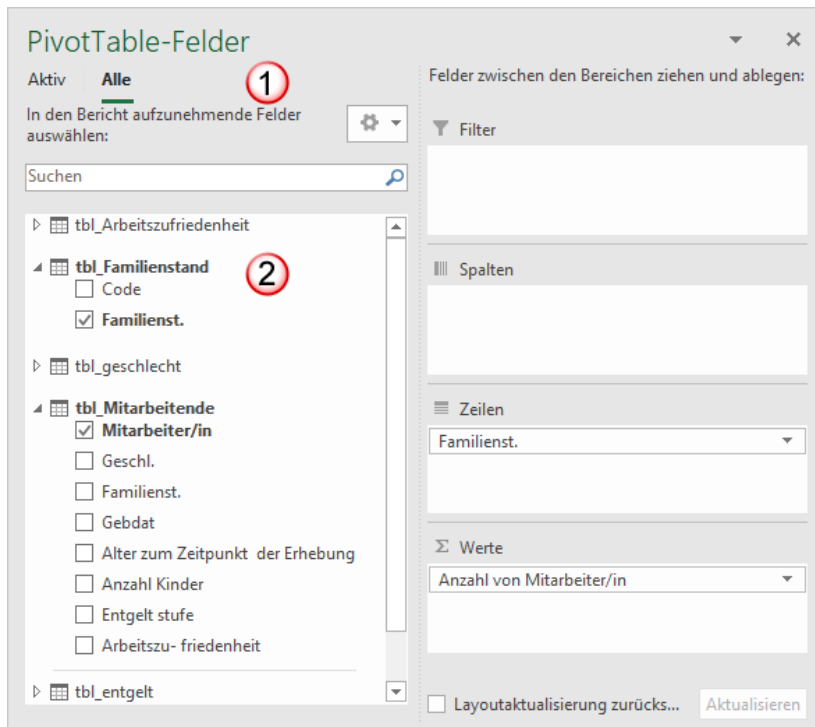 PivotTable-Felder
Aktiv Alle
1
In den Bericht aufzunehmende Felder
auswählen:
Suchen
tbl_Arbeitszufriedenheit
tbl_Familienstand
2
Code
Familienst.
tbl_geschlecht
tbl_Mitarbeitende
Mitarbeiter/in
Geschl.
Familienst.
Gebdat
Alter zum Zeitpunkt der Erhebung
Anzahl Kinder
Entgelt stufe
Arbeitszu- friedenheit
tbl_entgelt
Felder zwischen den Bereichen ziehen und ablegen:
Filter
Spalten
Zeilen
Familienst.
Σ Werte
Anzahl von Mitarbeiter/in
Layoutaktualisierung zurücks...
Aktualisieren